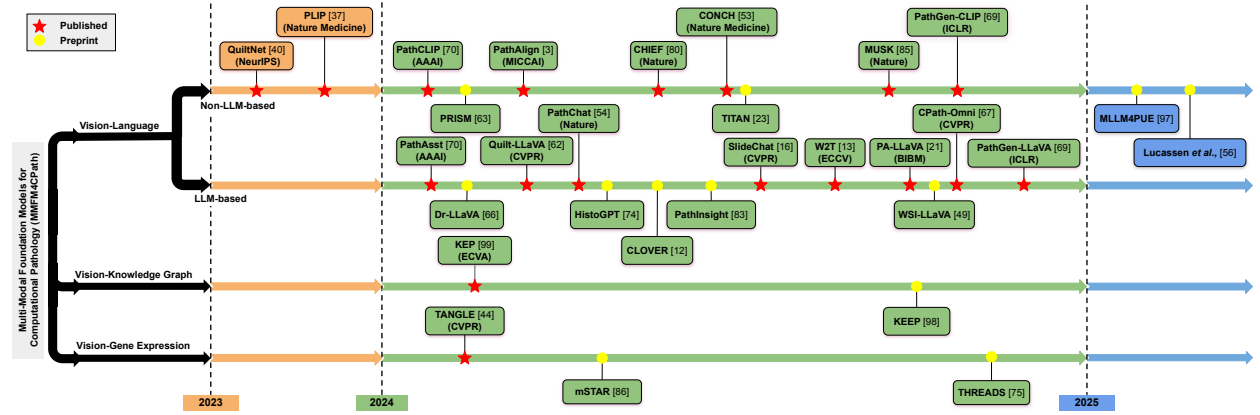 Published
Preprint
PLIP [37]
(Nature Medicine)
QuiltNet [40]
(NeurIPS)
PathCLIP [70]
(AAAI)
PathAlign [3]
(MICCAI)
CHIEF [80]
(Nature)
CONCH [53]
(Nature Medicine)
MUSK [85]
(Nature)
PathGen-CLIP [69]
(ICLR)
Non-LLM-based
PRISM [63]
TITAN [23]
MLLM4PUE [97]
Lucassen et al., [56]
Vision-Language
PathAsst [70]
(AAAI)
Quilt-LLaVA [62]
(CVPR)
PathChat [54]
(Nature)
SlideChat [16]
(CVPR)
W2T [13]
(ECCV)
PA-LLaVA [21]
(BIBM)
CPath-Omni [67]
(CVPR)
PathGen-LLaVA [69]
(ICLR)
LLM-based
Dr-LLaVA [66]
HistoGPT [74]
CLOVER [12]
PathInsight [83]
WSI-LLaVA [49]
Multi-Modal Foundation Models for
Computational Pathology (MMFM4CPath)
KEP [99]
(ECVA)
Vision-Knowledge Graph
KEEP [98]
TANGLE [44]
(CVPR)
Vision-Gene Expression
mSTAR [86]
THREADS [75]
2023
2024
2025